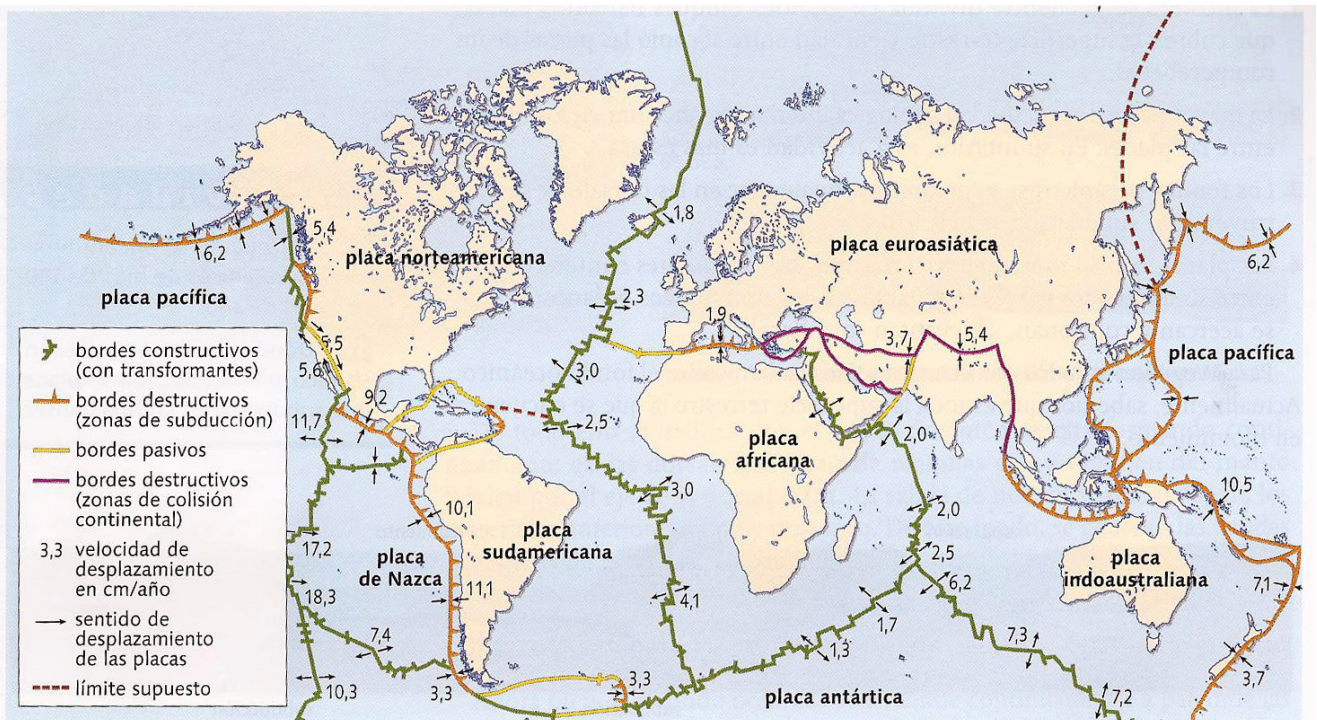 1,8
5,4
placa norteamericana
placa euroasiática
6,2
6,2
placa pacífica
2,3
1,9
3,7
5,4
placa pacífica
5,5
5,6
3,0
9,2
11,7
2,5
2,0
placa
africana
3,0
10,5
10,1
2,0
placa
sudamericana
17,2
placa
de Nazca
2,5
placa
indoaustraliana
11,1
6,2
7,1
18,3
4,1
7,4
1,7
7,3
1,3
3,7
10,3
3,3
3,3
placa antártica
7,2
bordes constructivos
(con transformantes)
bordes destructivos
(zonas de subducción)
bordes pasivos
bordes destructivos
(zonas de colisión
continental)
3,3 velocidad de
desplazamiento
en cm/año
sentido de
desplazamiento
de las placas
límite supuesto